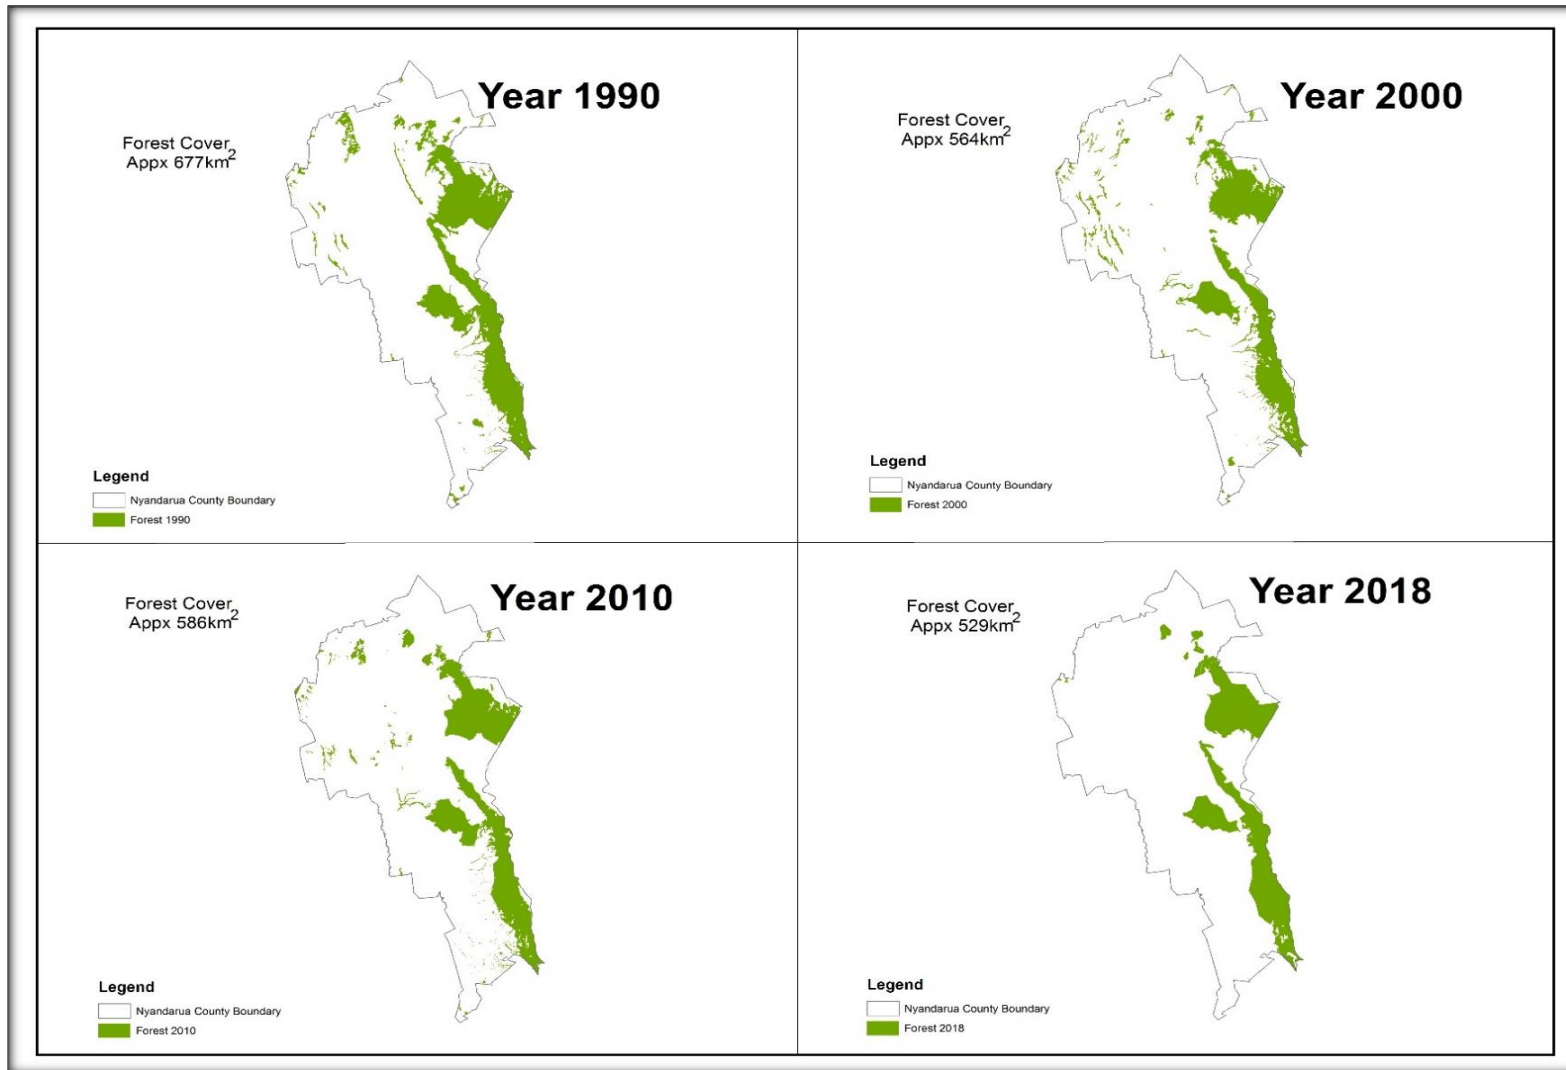 Year 1990
Forest Cover
Appx 677km2
Legend
Nyandarua County Boundary
Forest 1990
Year 2000
Forest Cover
Appx 564km2
Legend
Nyandarua County Boundary
Forest 2000
Year 2010
Forest Cover
Appx 586km2
Legend
Nyandarua County Boundary
Forest 2010
Year 2018
Forest Cover
Appx 529km2
Legend
Nyandarua County Boundary
Forest 2018